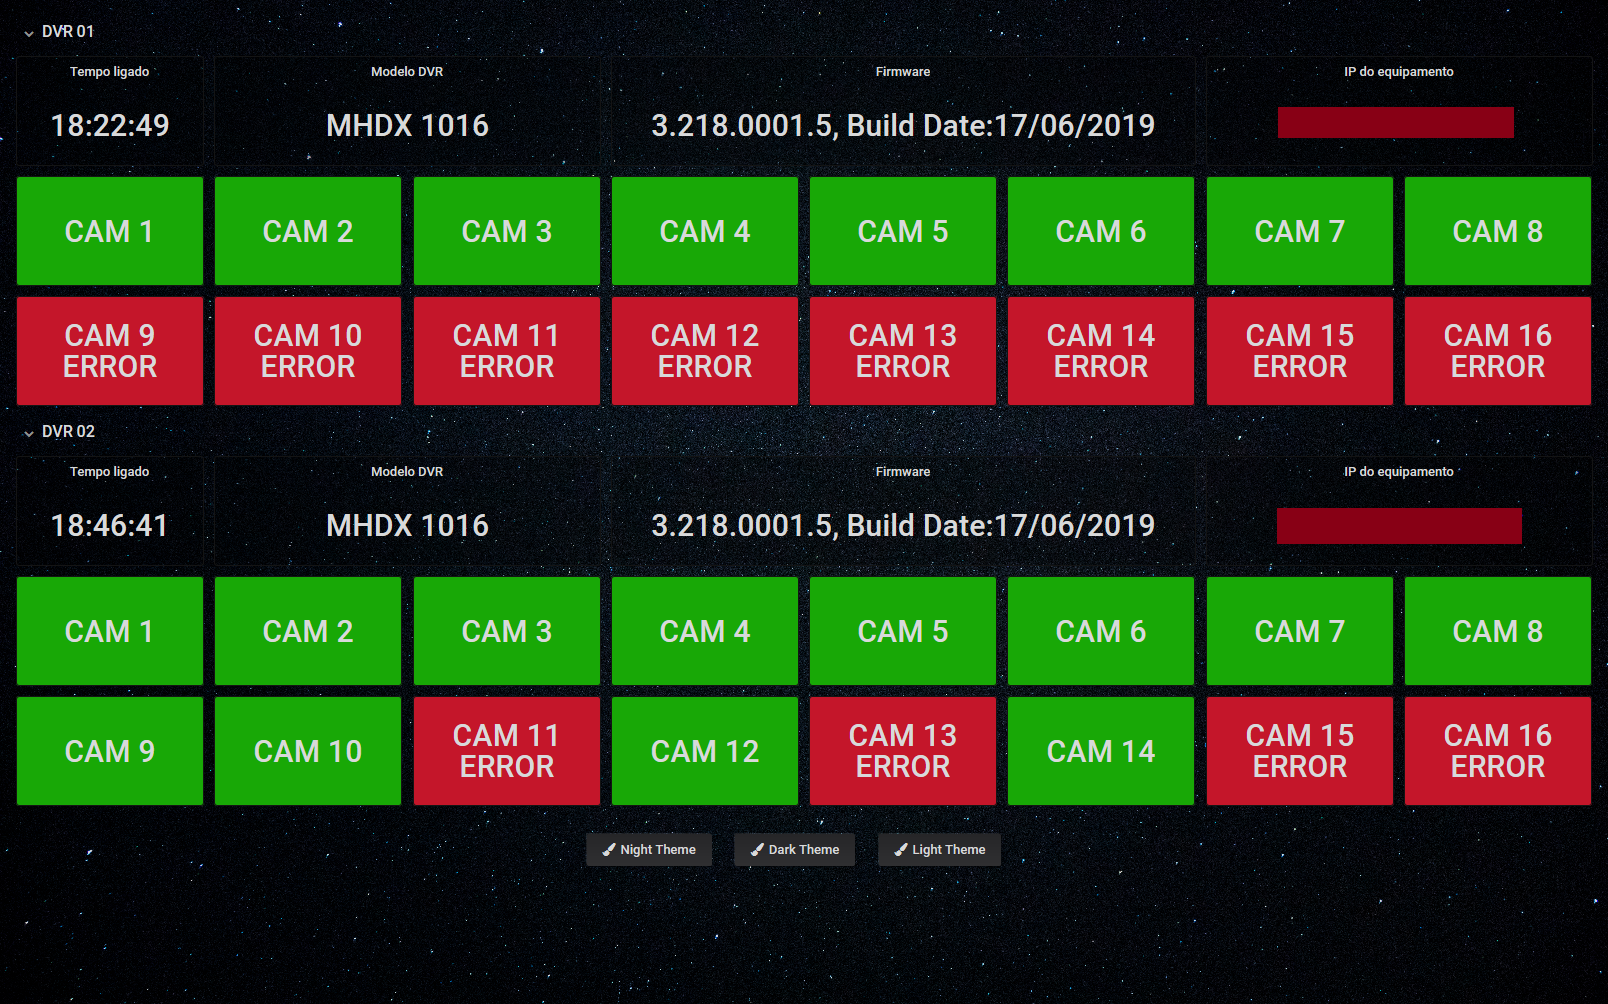 DVR 01
Tempo ligado
Modelo DVR
Firmware
IP do equipamento
18:22:49
MHDX 1016
3.218.0001.5, Build Date:17/06/2019
CAM 1
CAM 2
CAM 3
CAM 4
CAM 5
CAM 6
CAM 7
CAM 8
CAM 9
ERROR
CAM 10
ERROR
CAM 11
ERROR
CAM 12
ERROR
CAM 13
ERROR
CAM 14
ERROR
CAM 15
ERROR
CAM 16
ERROR
DVR 02
Tempo ligado
Modelo DVR
Firmware
IP do equipamento
18:46:41
MHDX 1016
3.218.0001.5, Build Date:17/06/2019
CAM 1
CAM 2
CAM 3
CAM 4
CAM 5
CAM 6
CAM 7
CAM 8
CAM 9
CAM 10
CAM 11
ERROR
CAM 12
CAM 13
ERROR
CAM 14
CAM 15
ERROR
CAM 16
ERROR
Night Theme
Dark Theme
Light Theme